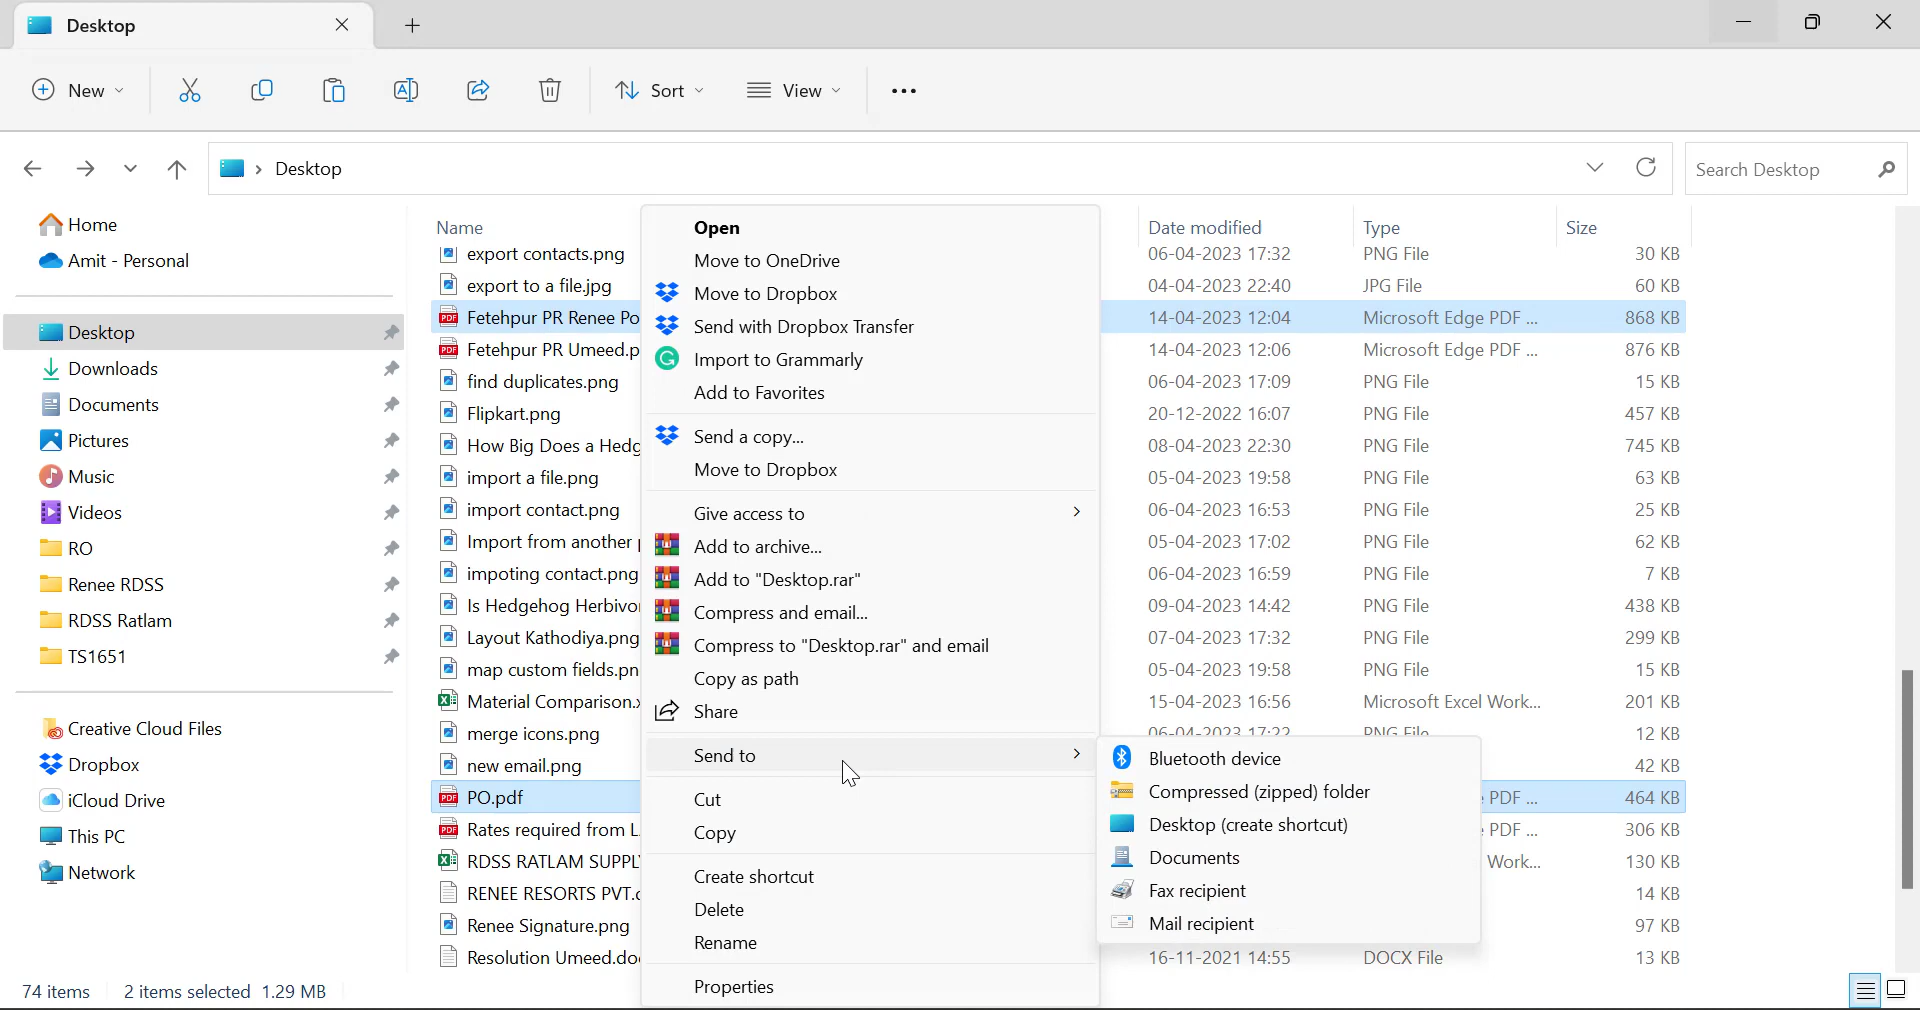 Desktop
New
Sort
View
Desktop
Search Desktop
Home
Amit - Personal
Desktop
Downloads
Documents
Pictures
Music
Videos
RO
Renee RDSS
RDSS Ratlam
TS1651
Creative Cloud Files
Dropbox
iCloud Drive
This PC
Network
Name Date modified Type Size
export contacts.png 06-04-2023 17:32 PNG File 30 KB
export to a file.jpg 04-04-2023 22:40 JPG File 60 KB
Fetehpur PR Renee Po 14-04-2023 12:04 Microsoft Edge PDF ... 868 KB
Fetehpur PR Umeed.p 14-04-2023 12:06 Microsoft Edge PDF ... 876 KB
find duplicates.png 06-04-2023 17:09 PNG File 15 KB
Flipkart.png 20-12-2022 16:07 PNG File 457 KB
How Big Does a Hedg 08-04-2023 22:30 PNG File 745 KB
import a file.png 05-04-2023 19:58 PNG File 63 KB
import contact.png 06-04-2023 16:53 PNG File 25 KB
Import from another 05-04-2023 17:02 PNG File 62 KB
impoting contact.png 06-04-2023 16:59 PNG File 7 KB
Is Hedgehog Herbivo 09-04-2023 14:42 PNG File 438 KB
Layout Kathodiya.png 07-04-2023 17:32 PNG File 299 KB
map custom fields.pn 05-04-2023 19:58 PNG File 15 KB
Material Comparison.x 15-04-2023 16:56 Microsoft Excel Work... 201 KB
merge icons.png 06-04-2023 17:22 PNG File 12 KB
new email.png 42 KB
PO.pdf PDF ... 464 KB
Rates required from L PDF ... 306 KB
RDSS RATLAM SUPPL Work... 130 KB
RENEE RESORTS PVT. 14 KB
Renee Signature.png 97 KB
Resolution Umeed.do 16-11-2021 14:55 DOCX File 13 KB
Open
Move to OneDrive
Move to Dropbox
Send with Dropbox Transfer
Import to Grammarly
Add to Favorites
Send a copy...
Move to Dropbox
Give access to
Add to archive...
Add to "Desktop.rar"
Compress and email...
Compress to "Desktop.rar" and email
Copy as path
Share
Send to
Cut
Copy
Create shortcut
Delete
Rename
Properties
Bluetooth device
Compressed (zipped) folder
Desktop (create shortcut)
Documents
Fax recipient
Mail recipient
74 items 2 items selected 1.29 MB